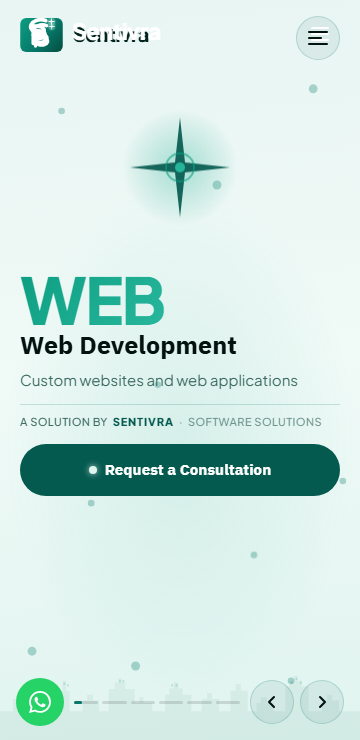 Sentivra
WEB
Web Development
Custom websites and web applications
A SOLUTION BY SENTIVRA · SOFTWARE SOLUTIONS
Request a Consultation